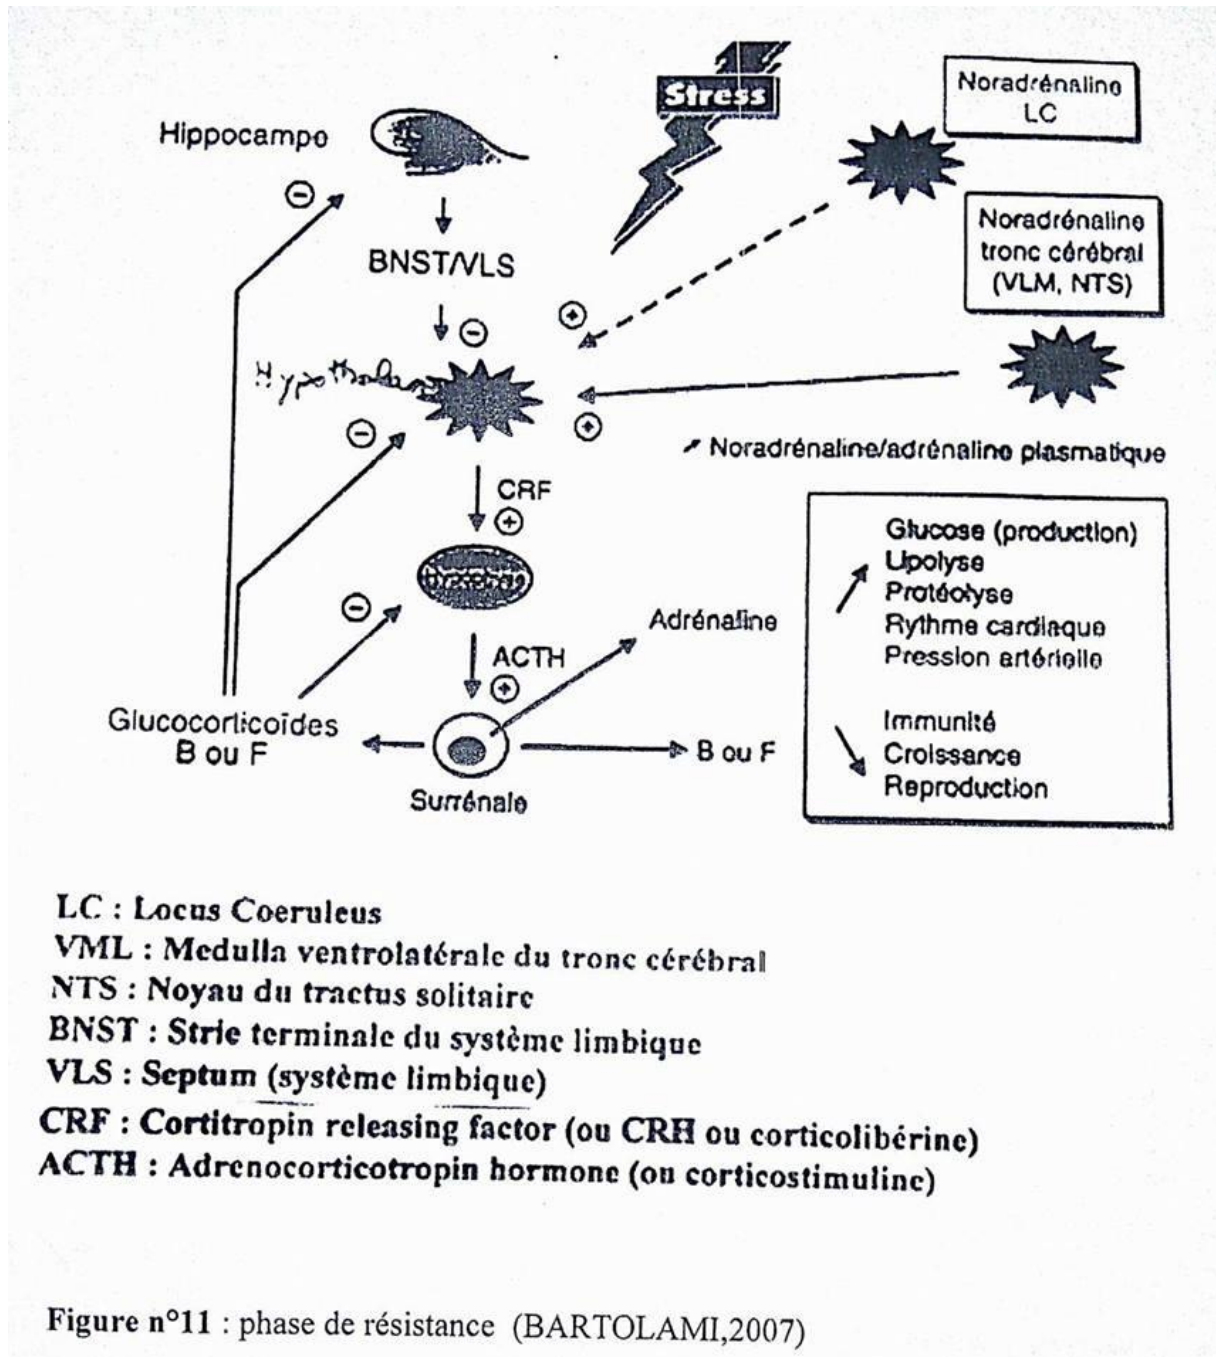 Stress
Noradrénaline
LC
Hippocampe
Noradrénaline
tronc cérébral
(VLM, NTS)
BNST/VLS
Hypothalamus
Noradrénaline/adrénaline plasmatique
CRF
Glucose (production)
Lipolyse
Protéolyse
Rythme cardiaque
Pression artérielle
Adrénaline
ACTH
Immunité
Croissance
Reproduction
Glucocorticoïdes
B ou F
B ou F
Surrénale
LC : Locus Coeruleus
VML : Medulla ventrolatérale du tronc cérébral
NTS : Noyau du tractus solitaire
BNST : Strie terminale du système limbique
VLS : Septum (système limbique)
CRF : Cortitropin releasing factor (ou CRH ou corticolibérine)
ACTH : Adrenocorticotropin hormone (ou corticostimuline)
Figure n°11 : phase de résistance (BARTOLAMI,2007)